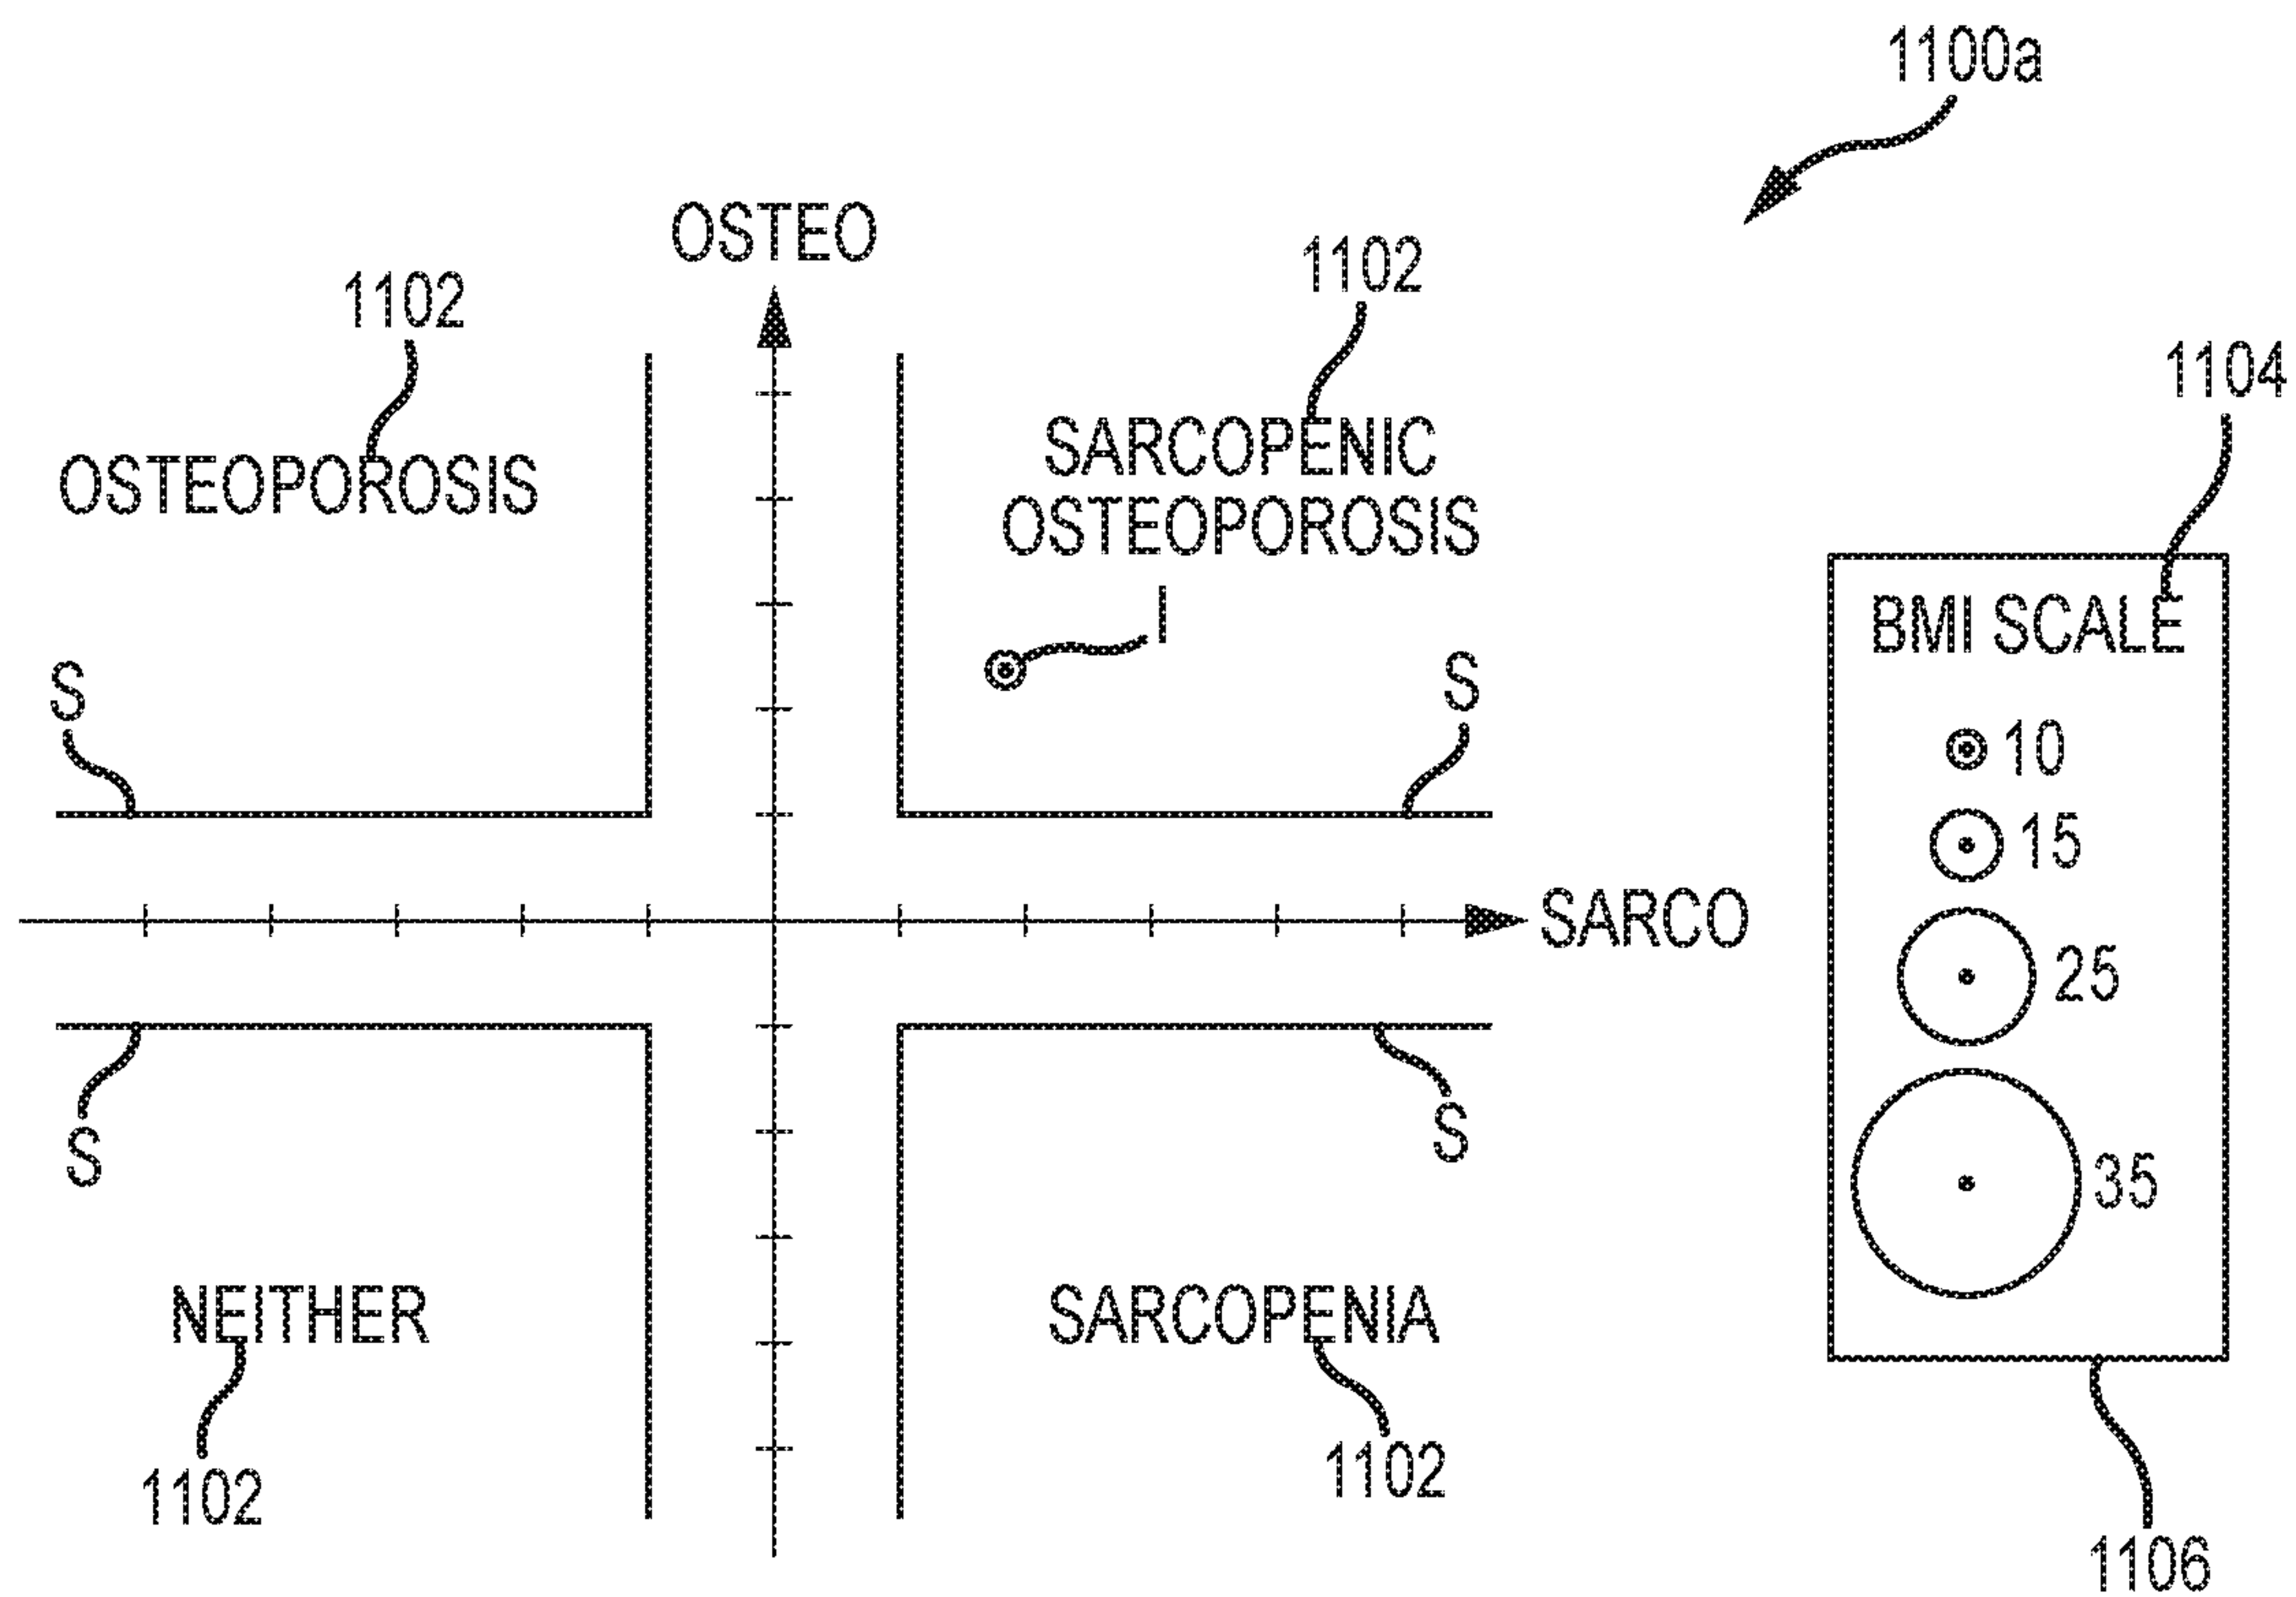 1100a
OSTEO
1102
1102
1104
OSTEOPOROSIS
SARCOPENIC
OSTEOPOROSIS
I
BMI SCALE
S
S
10
15
SARCO
25
S
S
35
NEITHER
SARCOPENIA
1102
1102
1106